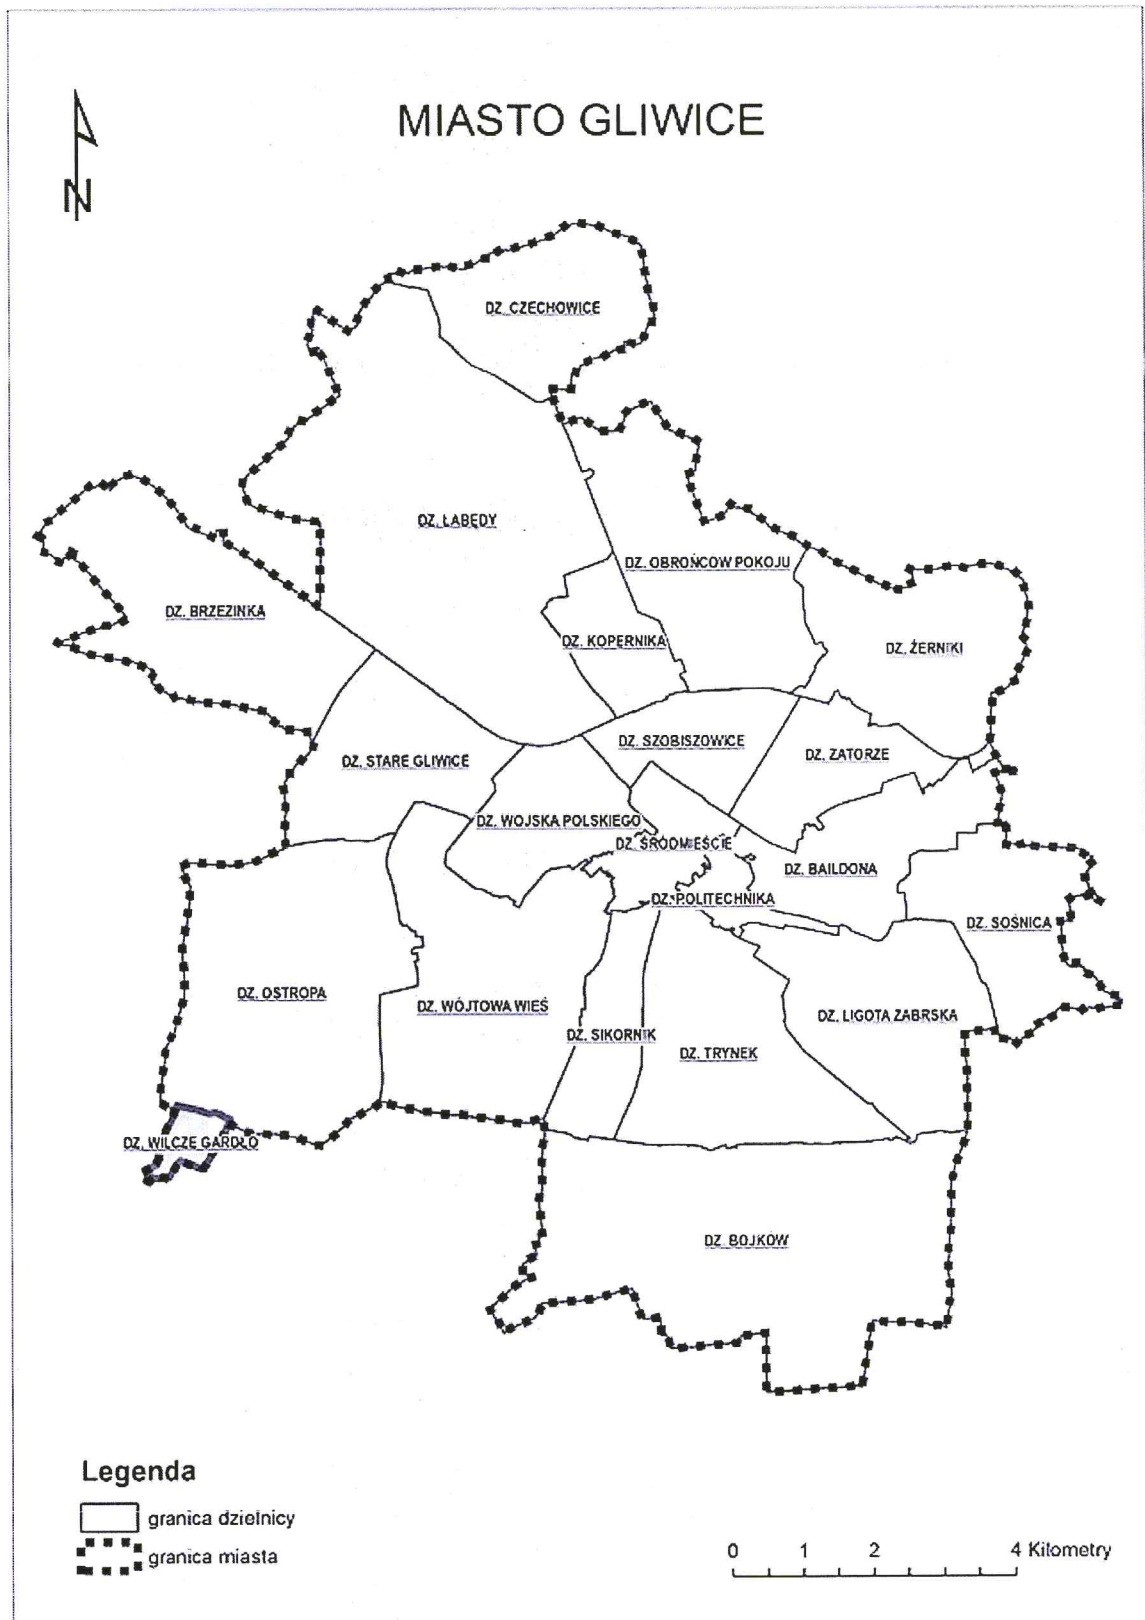 MIASTO GLIWICE
N
DZ. CZECHOWICE
DZ. ŁABĘDY
DZ. OBROŃCOW POKOJU
DZ. BRZEZINKA
DZ. KOPERNIKA
DZ. ŻERNIKI
DZ. SZOBISZOWICE
DZ. STARE GLIWICE
DZ. ZATORZE
DZ. WOJSKA POLSKIEGO
DZ. ŚRÓDMIEŚCIE
DZ. BAILDONA
DZ. POLITECHNIKA
DZ. SOŚNICA
DZ. OSTROPA
DZ. WÓJTOWA WIEŚ
DZ. LIGOTA ZABRSKA
DZ. SIKORNIK
DZ. TRYNEK
DZ. WILCZE GARDŁO
DZ. BOJKÓW
Legenda
granica dzielnicy
granica miasta
0 1 2 4 Kilometry